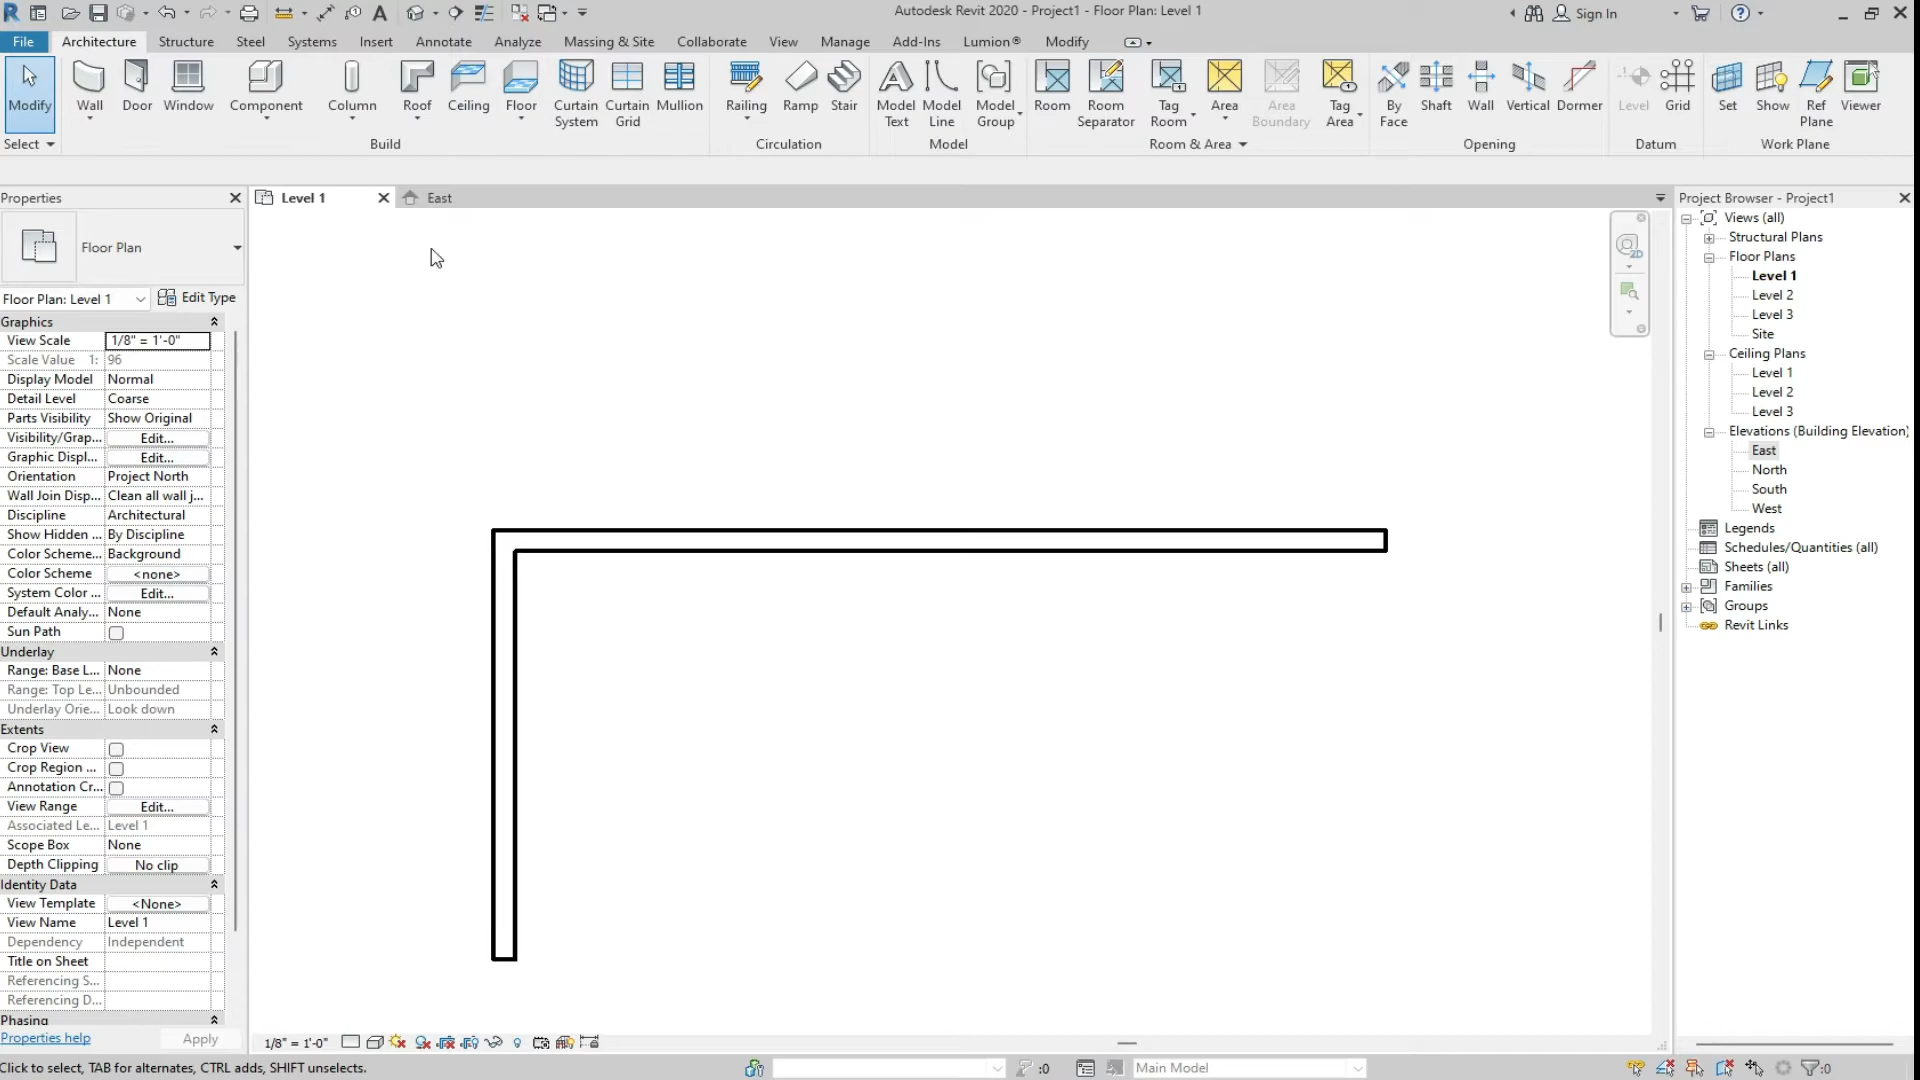 Autodesk Revit 2020 - Project1 - Floor Plan: Level 1
Sign In
File Architecture Structure Steel Systems Insert Annotate Analyze Massing & Site Collaborate View Manage Add-Ins Lumion® Modify
Modify
Wall
Door
Window
Component
Column
Roof
Ceiling
Floor
Curtain System
Curtain Grid
Mullion
Railing
Ramp
Stair
Model Text
Model Line
Model Group
Room
Room Separator
Tag Room
Area
Area Boundary
Tag Area
By Face
Shaft
Wall
Vertical
Dormer
Level
Grid
Set
Show
Ref Plane
Viewer
Select
Build
Circulation
Model
Room & Area
Opening
Datum
Work Plane
Properties
Floor Plan
Floor Plan: Level 1
Edit Type
Graphics
View Scale 1/8" = 1'-0"
Scale Value 1: 96
Display Model Normal
Detail Level Coarse
Parts Visibility Show Original
Visibility/Grap... Edit...
Graphic Displ... Edit...
Orientation Project North
Wall Join Disp... Clean all wall j...
Discipline Architectural
Show Hidden ... By Discipline
Color Scheme... Background
Color Scheme <none>
System Color ... Edit...
Default Analy... None
Sun Path
Underlay
Range: Base L... None
Range: Top Le... Unbounded
Underlay Orie... Look down
Extents
Crop View
Crop Region ...
Annotation Cr...
View Range Edit...
Associated Le... Level 1
Scope Box None
Depth Clipping No clip
Identity Data
View Template <None>
View Name Level 1
Dependency Independent
Title on Sheet
Referencing S...
Referencing D...
Phasing
Properties help
Apply
Level 1
East
2D
1/8" = 1'-0"
Project Browser - Project1
Views (all)
Structural Plans
Floor Plans
Level 1
Level 2
Level 3
Site
Ceiling Plans
Level 1
Level 2
Level 3
Elevations (Building Elevation)
East
North
South
West
Legends
Schedules/Quantities (all)
Sheets (all)
Families
Groups
Revit Links
Click to select, TAB for alternates, CTRL adds, SHIFT unselects.
:0
Main Model
:0